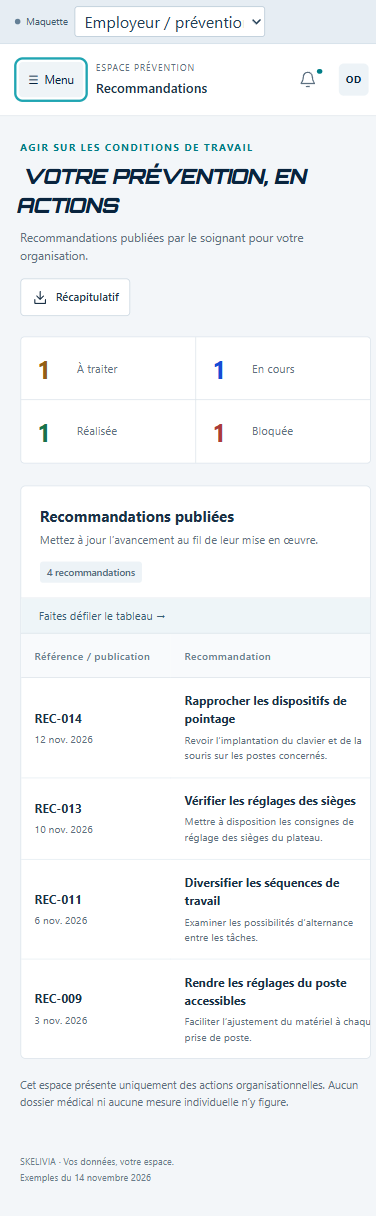 Maquette Employeur / préventio
☰ Menu
ESPACE PRÉVENTION
Recommandations
OD
AGIR SUR LES CONDITIONS DE TRAVAIL
VOTRE PRÉVENTION, EN
ACTIONS
Recommandations publiées par le soignant pour votre
organisation.
Récapitulatif
1 À traiter
1 En cours
1 Réalisée
1 Bloquée
Recommandations publiées
Mettez à jour l'avancement au fil de leur mise en œuvre.
4 recommandations
Faites défiler le tableau →
Référence / publication Recommandation
REC-014
12 nov. 2026
Rapprocher les dispositifs de
pointage
Revoir l'implantation du clavier et de la
souris sur les postes concernés.
REC-013
10 nov. 2026
Vérifier les réglages des sièges
Mettre à disposition les consignes de
réglage des sièges du plateau.
REC-011
6 nov. 2026
Diversifier les séquences de
travail
Examiner les possibilités d'alternance
entre les tâches.
REC-009
3 nov. 2026
Rendre les réglages du poste
accessibles
Faciliter l'ajustement du matériel à chaqu
prise de poste.
Cet espace présente uniquement des actions organisationnelles. Aucun
dossier médical ni aucune mesure individuelle n'y figure.
SKELIVIA · Vos données, votre espace.
Exemples du 14 novembre 2026